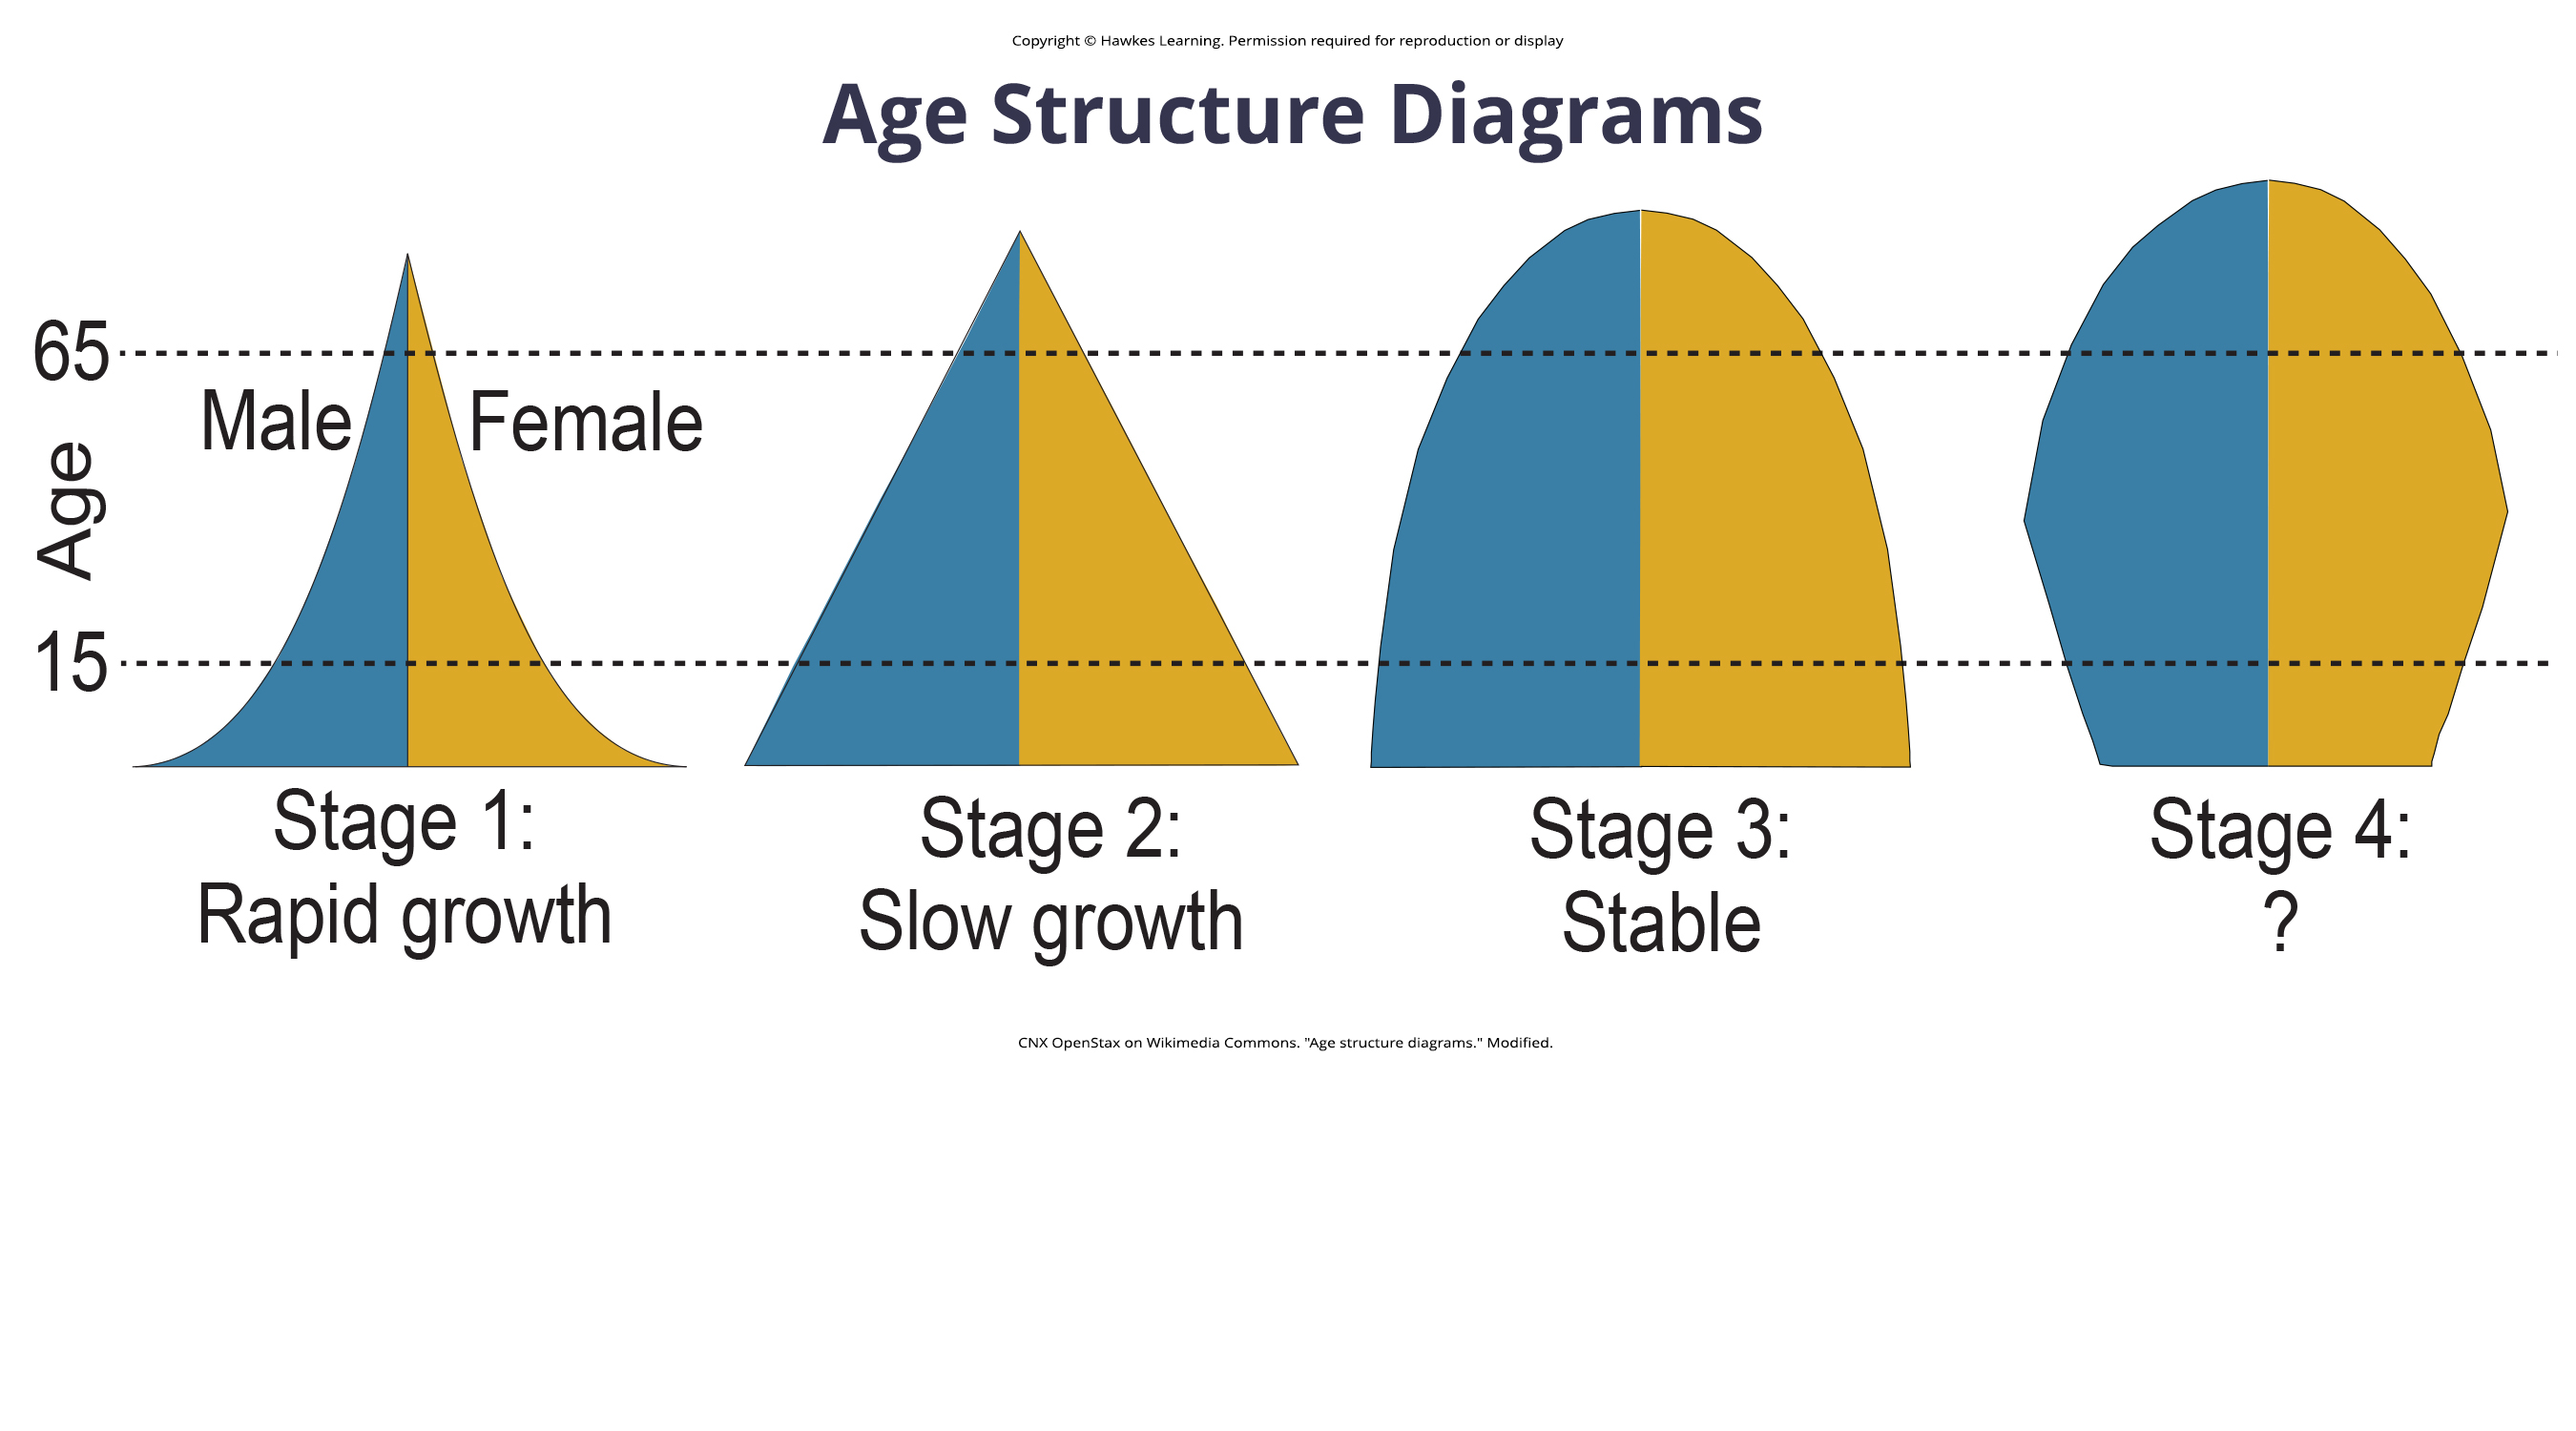 Copyright © Hawkes Learning. Permission required for reproduction or display
Age Structure Diagrams
65
Male Female
Age
15
Stage 1:
Rapid growth
Stage 2:
Slow growth
Stage 3:
Stable
Stage 4:
?
CNX OpenStax on Wikimedia Commons. "Age structure diagrams." Modified.